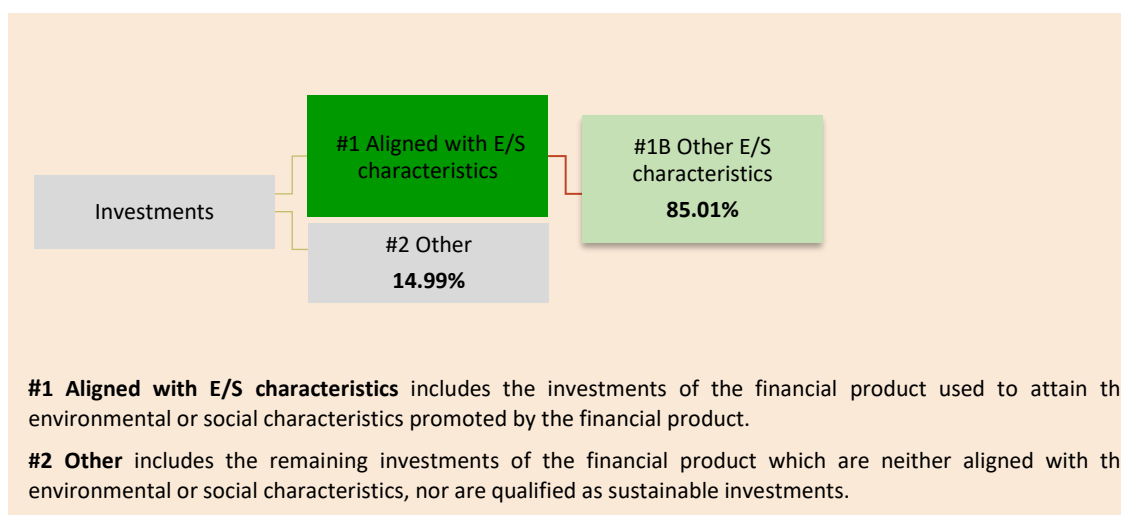 #1 Aligned with E/S
characteristics
#1B Other E/S
characteristics
85.01%
Investments
#2 Other
14.99%
#1 Aligned with E/S characteristics includes the investments of the financial product used to attain th
environmental or social characteristics promoted by the financial product.
#2 Other includes the remaining investments of the financial product which are neither aligned with th
environmental or social characteristics, nor are qualified as sustainable investments.